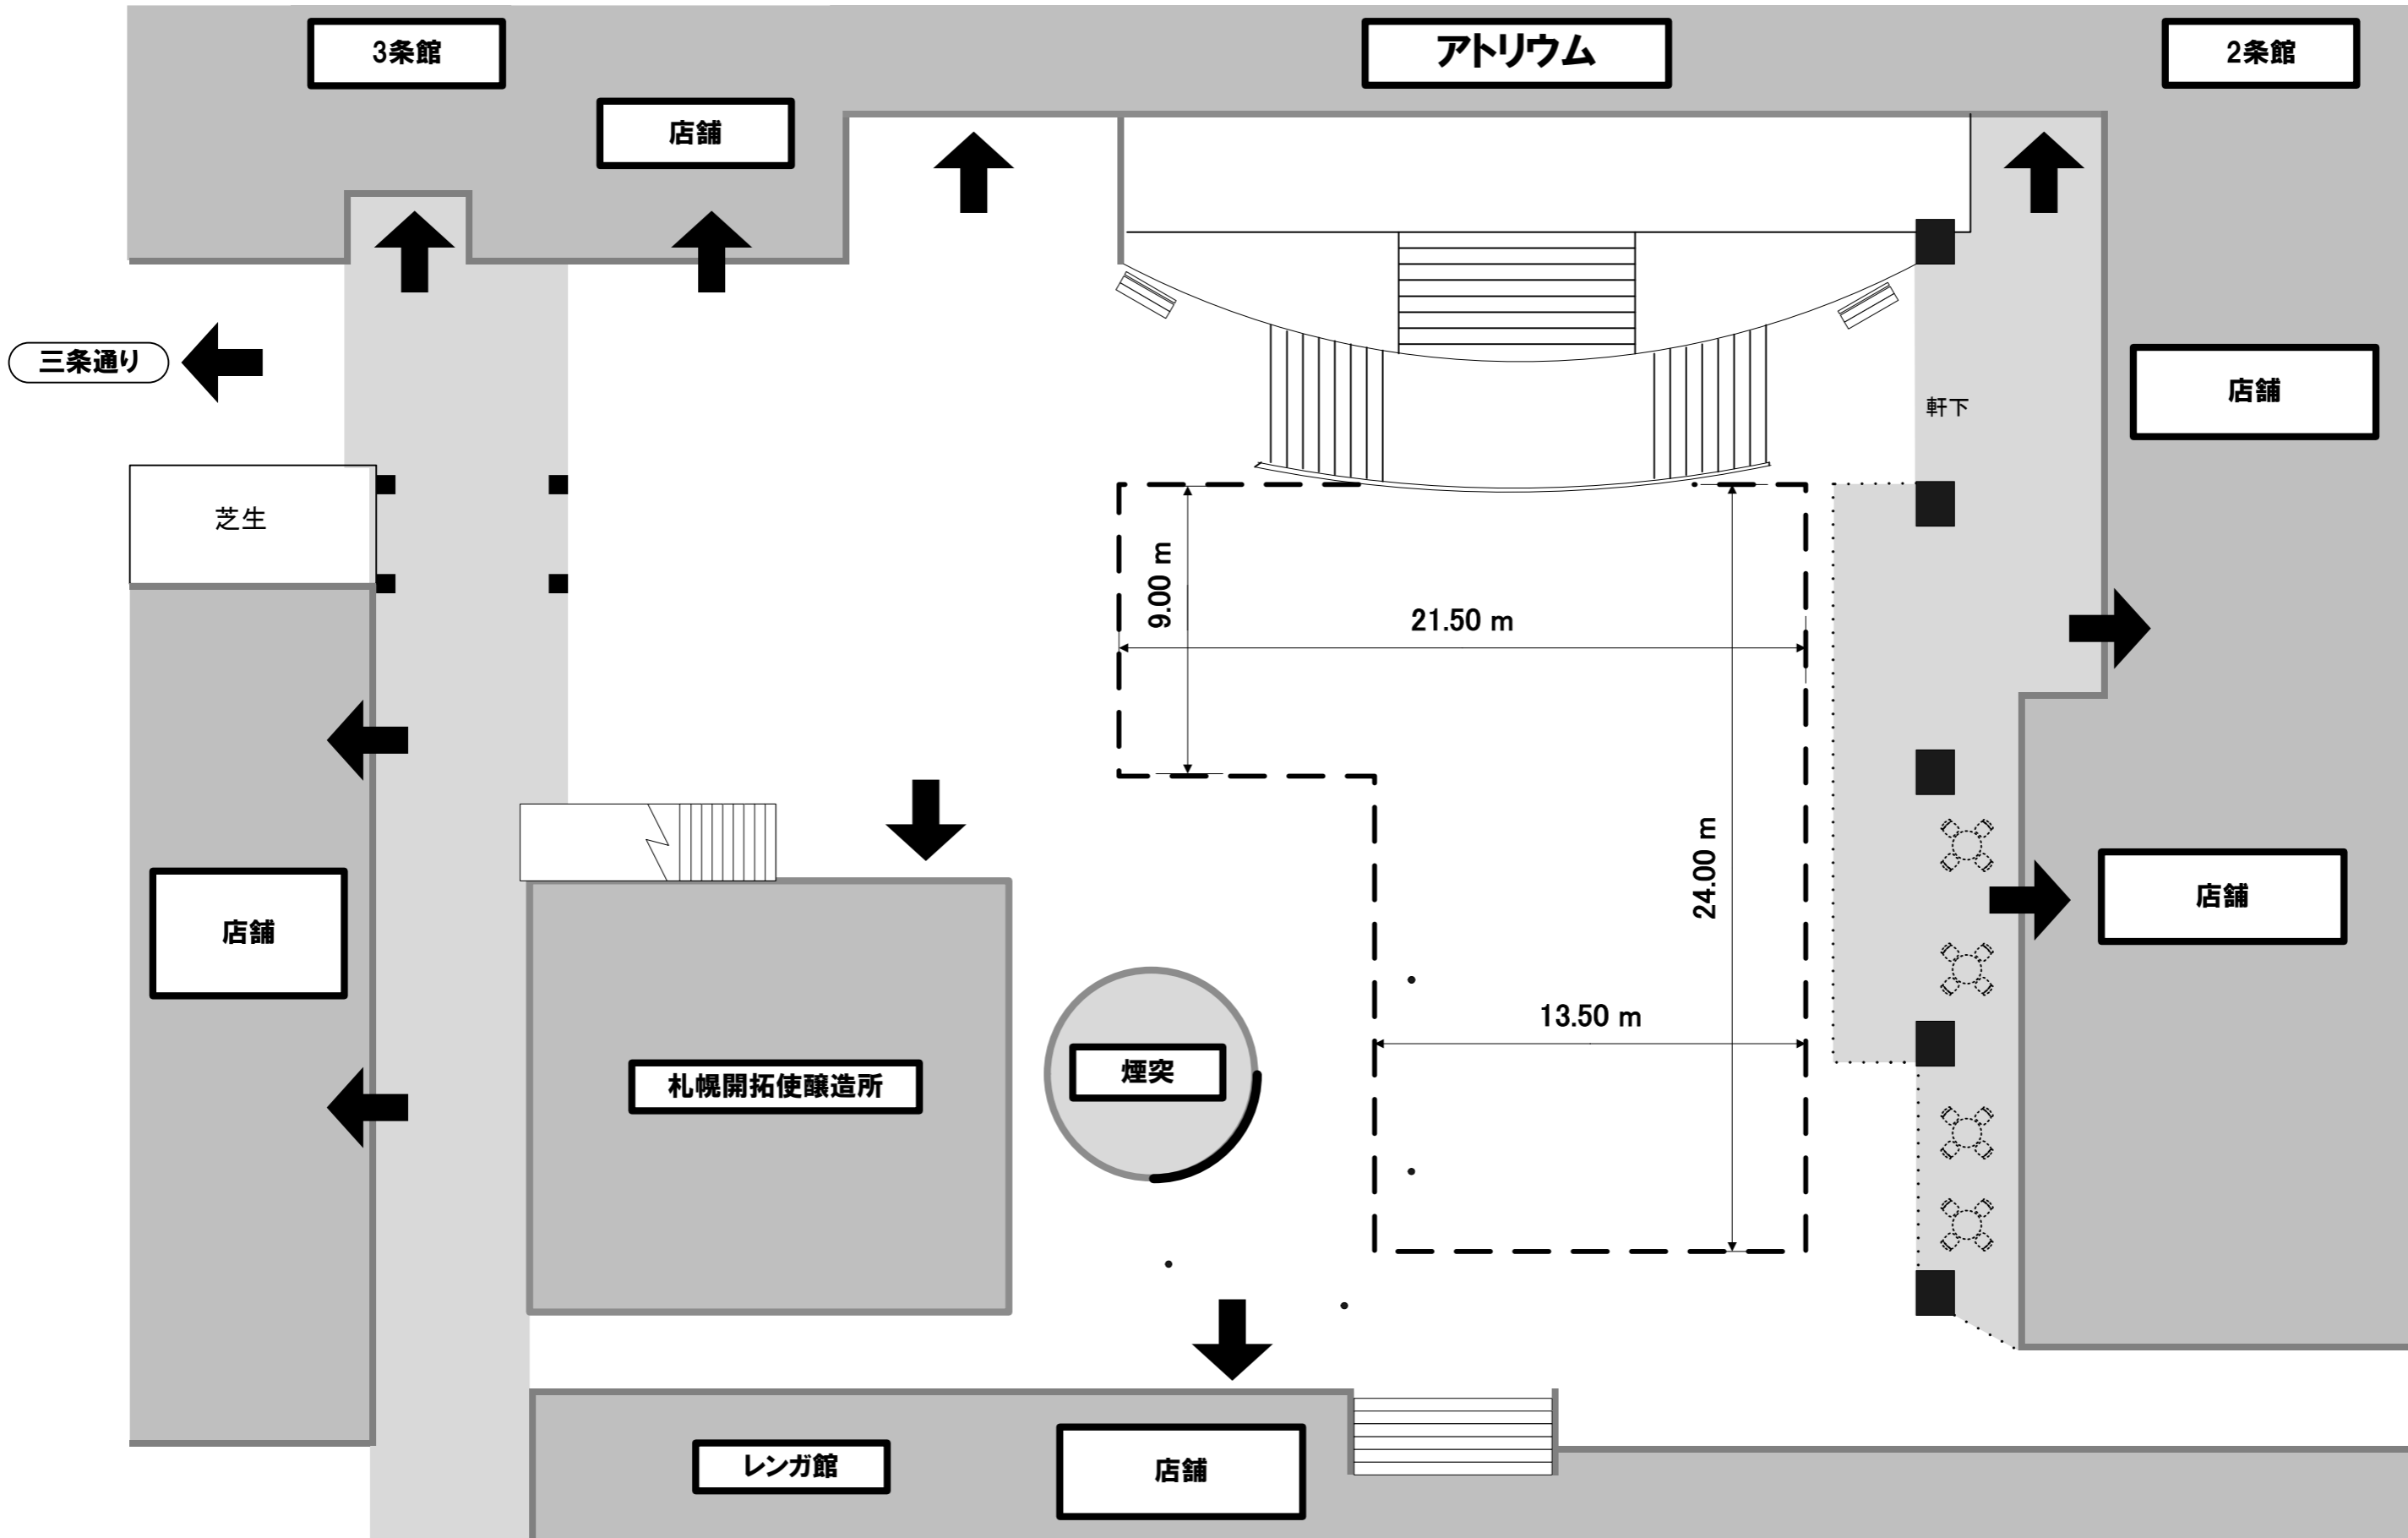 3条館
アトリウム
2条館
店舗
三条通り
店舗
軒下
芝生
9.00 m
21.50 m
24.00 m
店舗
店舗
13.50 m
札幌開拓使醸造所
煙突
レンガ館
店舗